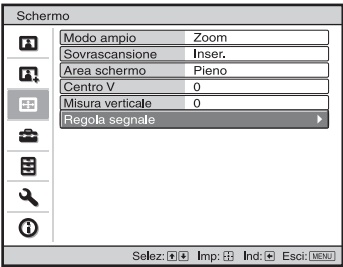 Schermo
Modo ampio Zoom
Sovrascansione Inser.
Area schermo Pieno
Centro V 0
Misura verticale 0
Regola segnale
Selez: Imp: Ind: Esci: MENU